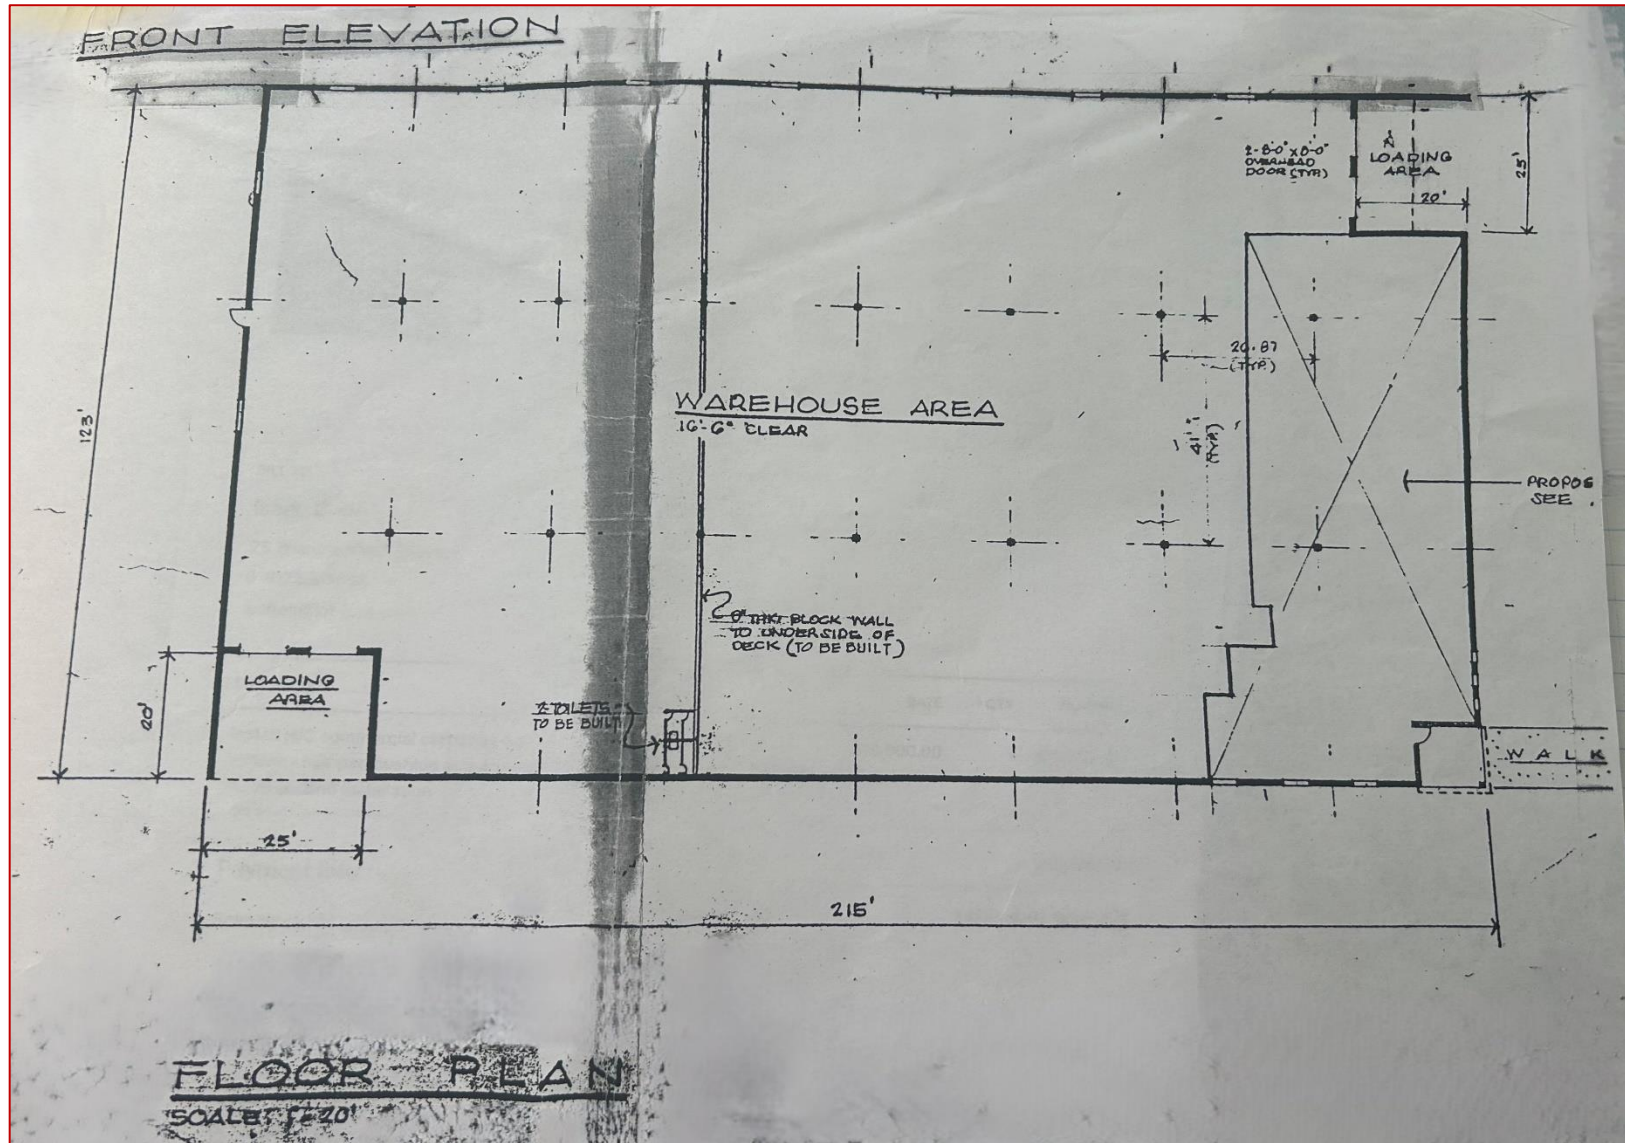 FRONT ELEVATION
2-8'-0" x 8'-0"
OVERHEAD
DOOR (TYP.)
LOADING
AREA
25'
20'
123'
20.87
(TYP.)
WAREHOUSE AREA
16'-6" CLEAR
(TYP.)
PROPOS
SEE
THK BLOCK WALL
TO UNDERSIDE OF
DECK (TO BE BUILT)
LOADING
AREA
20'
2 TOILETS
TO BE BUILT
WALK
25'
215'
FLOOR PLAN
SCALE: 1"=20'